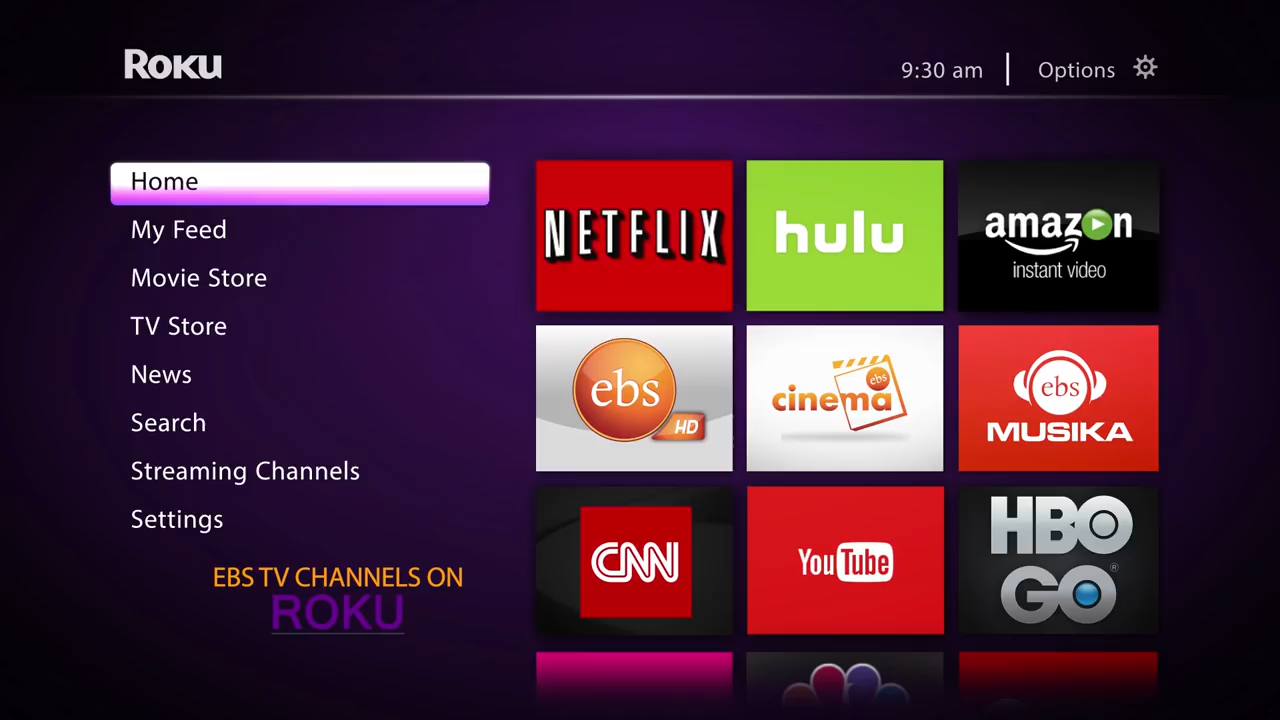 ROKU
9:30 am | Options
Home
My Feed
Movie Store
TV Store
News
Search
Streaming Channels
Settings
EBS TV CHANNELS ON
ROKU
NETFLIX
hulu
amazon
instant video
ebs
HD
cinema
ebs
ebs
MUSIKA
CNN
YouTube
HBO
GO®